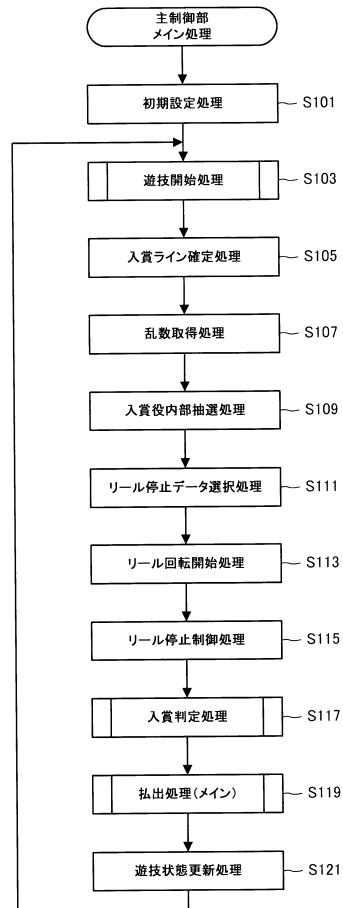 主制御部
メイン処理
初期設定処理 S101
遊技開始処理 S103
入賞ライン確定処理 S105
乱数取得処理 S107
入賞役内部抽選処理 S109
リール停止データ選択処理 S111
リール回転開始処理 S113
リール停止制御処理 S115
入賞判定処理 S117
払出処理(メイン) S119
遊技状態更新処理 S121